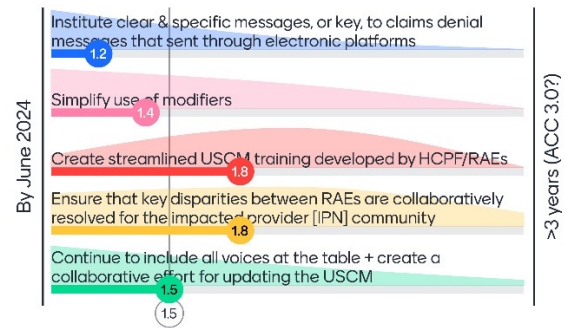 Institute clear & specific messages, or key, to claims denial
messages that sent through electronic platforms
1.2
Simplify use of modifiers
1.4
Create streamlined USCM training developed by HCPF/RAEs
1.8
Ensure that key disparities between RAEs are collaboratively
resolved for the impacted provider [IPN] community
1.8
Continue to include all voices at the table + create a
collaborative effort for updating the USCM
1.5
1.5
By June 2024
>3 years (ACC 3.0?)